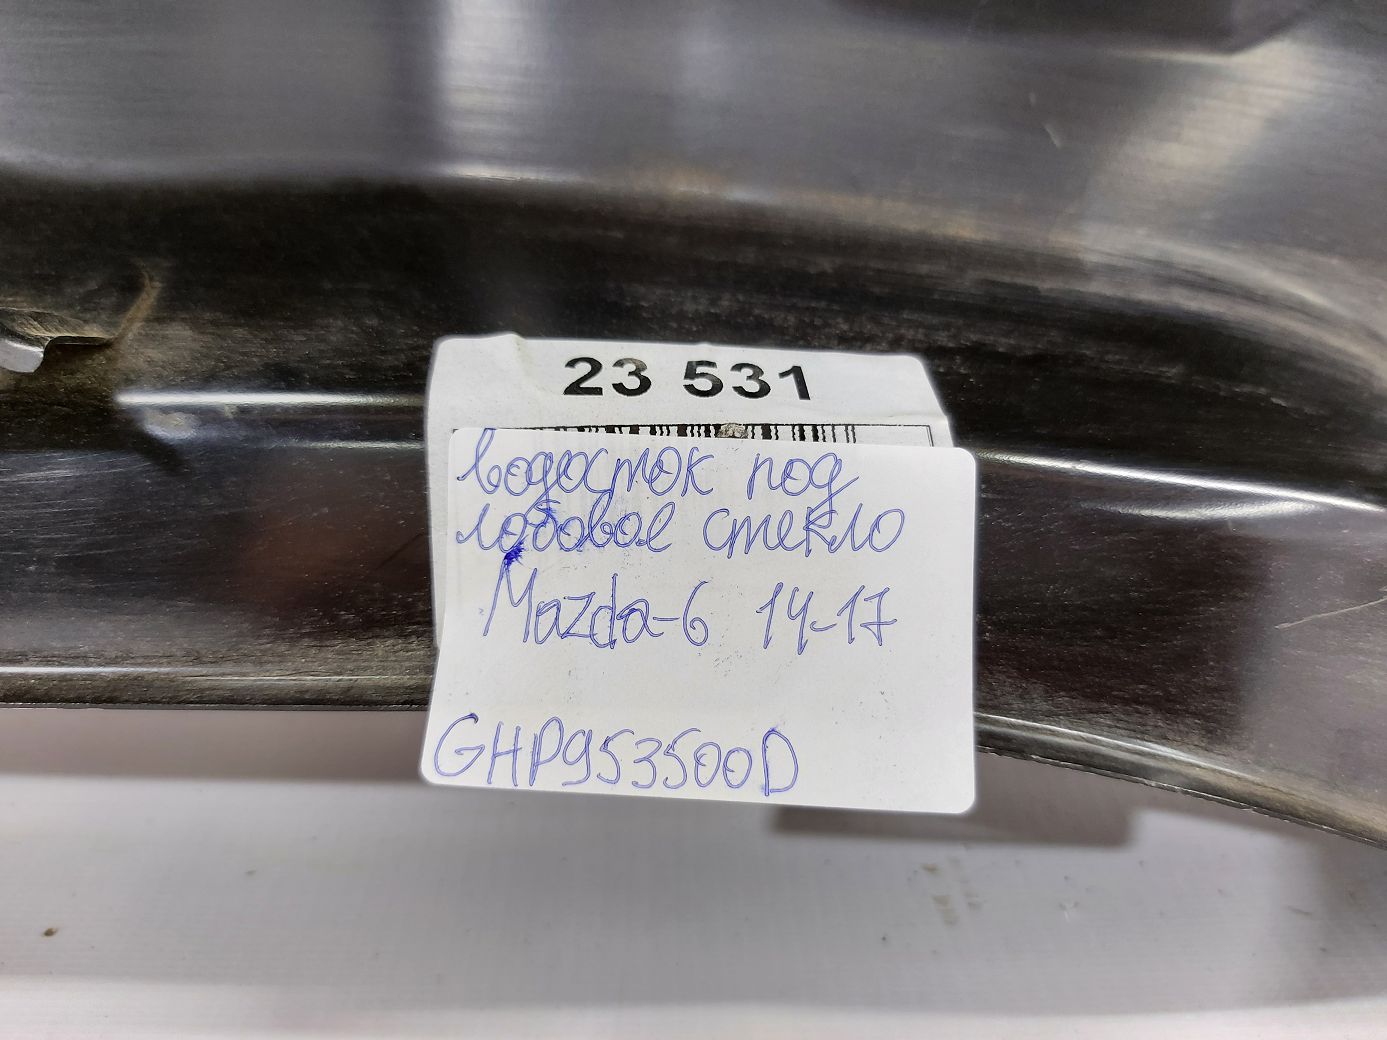 23 531
водосток под
лобовое стекло
Mazda-6 14-17
GHP953500D